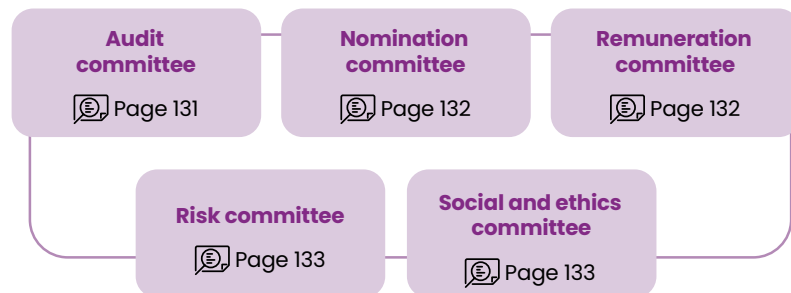 Audit
committee
Page 131
Nomination
committee
Page 132
Remuneration
committee
Page 132
Risk committee
Page 133
Social and ethics
committee
Page 133